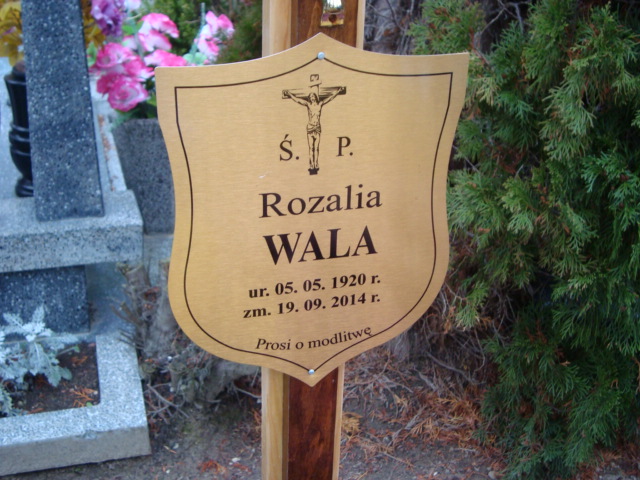 Ś. P.
Rozalia
WALA
ur. 05. 05. 1920 r.
zm. 19. 09. 2014 r.
Prosi o modlitwę